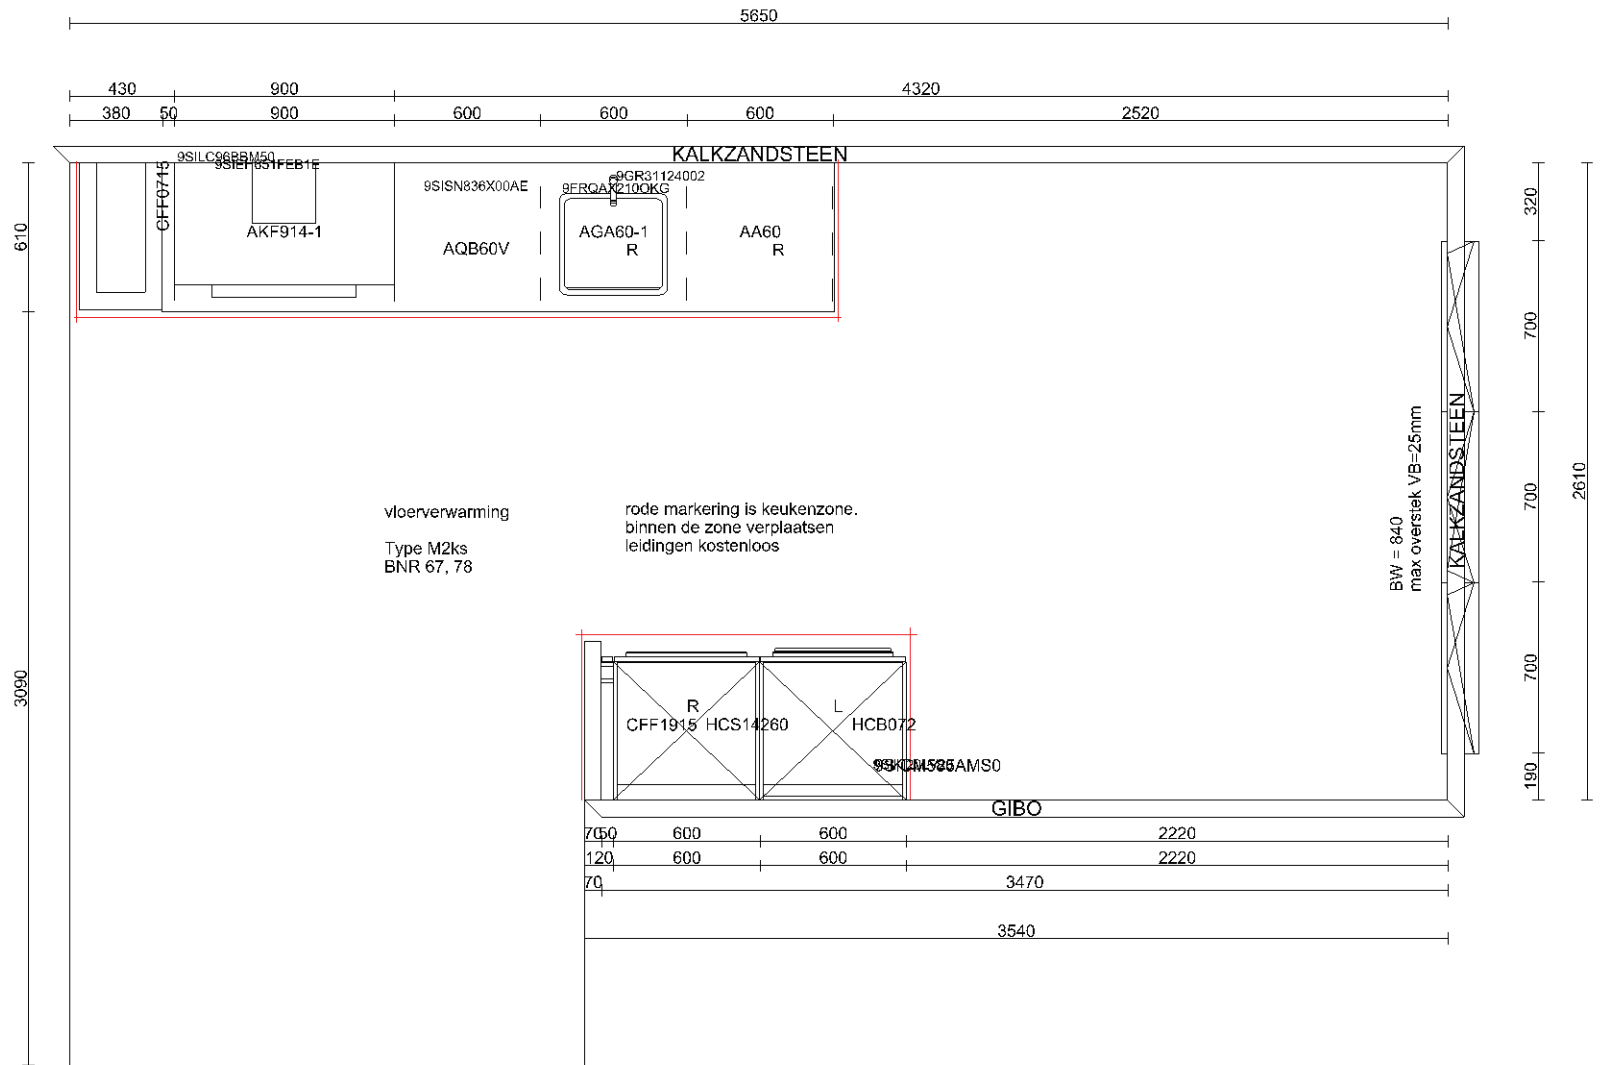 5650
430 900 4320
380 50 900 600 600 600 2520
KALKZANDSTEEN
9SILC96BBM50
9SIEH651FEB1E
CFF0715
AKF914-1
9SISN836X00AE
AQB60V
9GR31124002
9FRQAX210OKG
AGA60-1
R
AA60
R
610
3090
320
700
700
700
190
2610
KALKZANDSTEEN
BW = 840
max overstek VB=25mm
vloerverwarming
Type M2ks
BNR 67, 78
rode markering is keukenzone.
binnen de zone verplaatsen
leidingen kostenloos
R
L
CFF1915 HCS14260 HCB072
GIBO
70 50 600 600 2220
120 600 600 2220
70 3470
3540